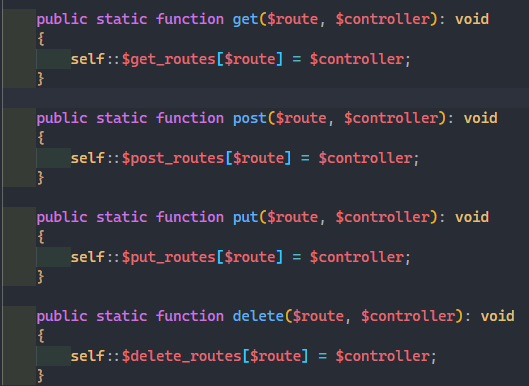 public static function get($route, $controller): void
{
self::$get_routes[$route] = $controller;
}
public static function post($route, $controller): void
{
self::$post_routes[$route] = $controller;
}
public static function put($route, $controller): void
{
self::$put_routes[$route] = $controller;
}
public static function delete($route, $controller): void
{
self::$delete_routes[$route] = $controller;
}